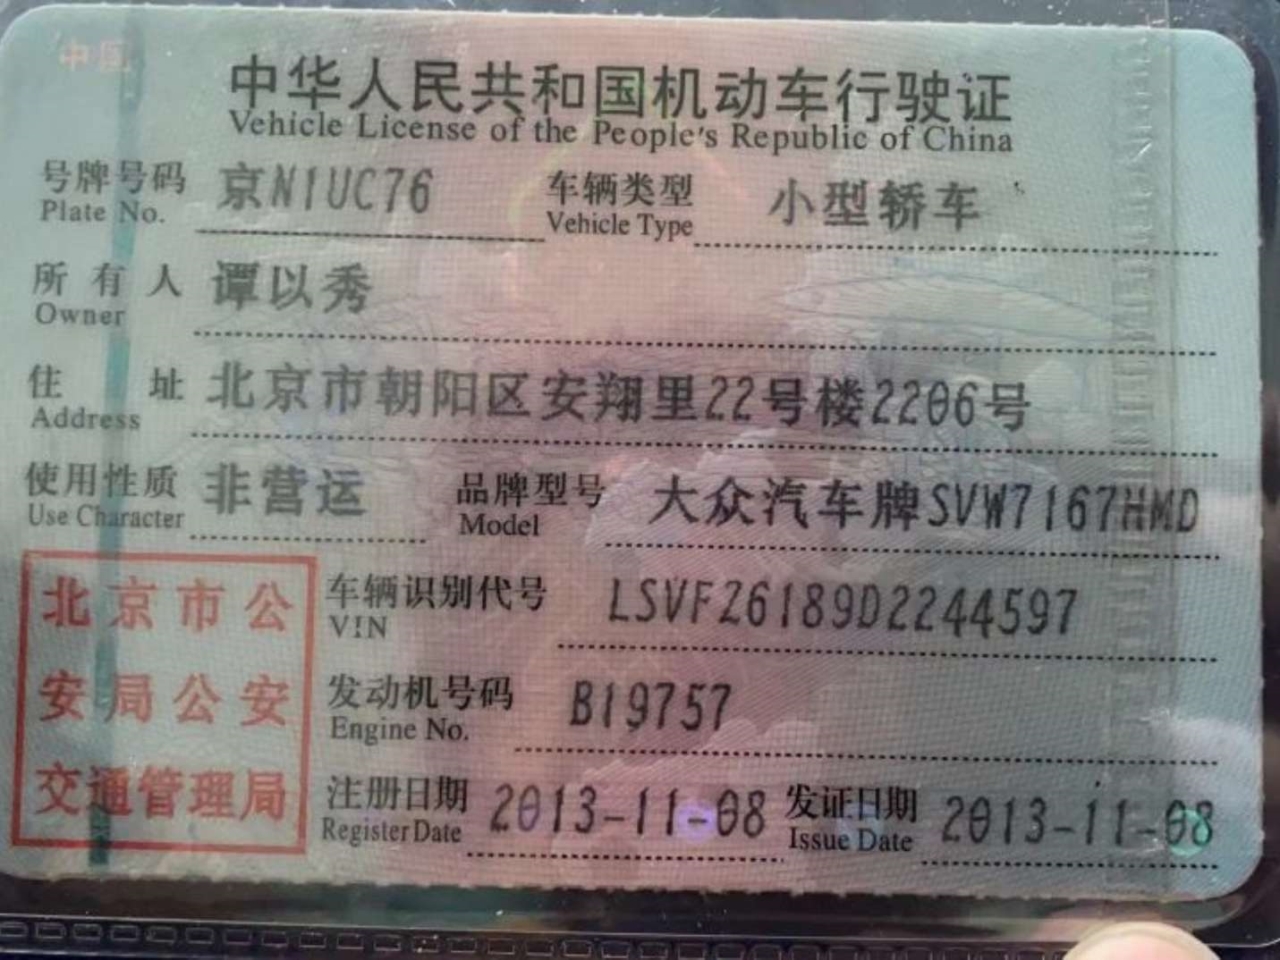 中国
中华人民共和国机动车行驶证
Vehicle License of the People's Republic of China
号牌号码 京N1UC76 车辆类型 小型轿车
Plate No. Vehicle Type
所有人 谭以秀
Owner
住址 北京市朝阳区安翔里22号楼2206号
Address
使用性质 非营运 品牌型号 大众汽车牌SVW7167HMD
Use Character Model
北京市公
安局公安
交通管理局
车辆识别代号 LSVF26189D2244597
VIN
发动机号码 B19757
Engine No.
注册日期 2013-11-08 发证日期 2013-11-08
Register Date Issue Date